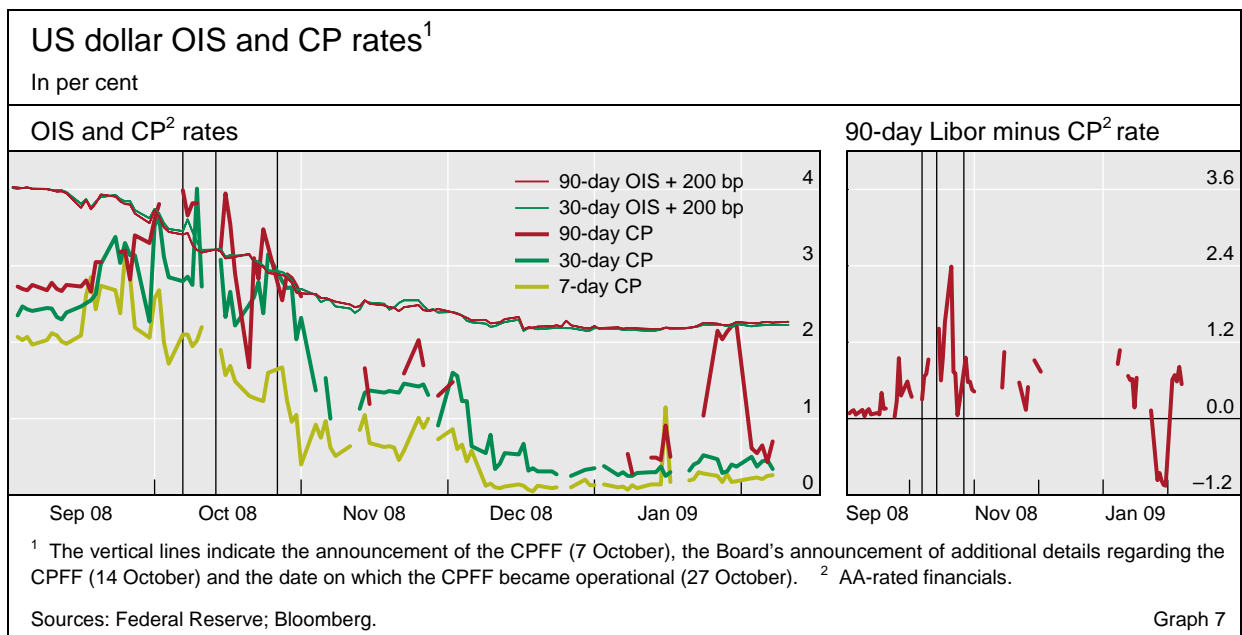 US dollar OIS and CP rates¹
In per cent
OIS and CP² rates
90-day Libor minus CP² rate
90-day OIS + 200 bp
30-day OIS + 200 bp
90-day CP
30-day CP
7-day CP
4
3
2
1
0
Sep 08 Oct 08 Nov 08 Dec 08 Jan 09
3.6
2.4
1.2
0.0
–1.2
Sep 08 Nov 08 Jan 09
¹ The vertical lines indicate the announcement of the CPFF (7 October), the Board’s announcement of additional details regarding the
CPFF (14 October) and the date on which the CPFF became operational (27 October). ² AA-rated financials.
Sources: Federal Reserve; Bloomberg. Graph 7